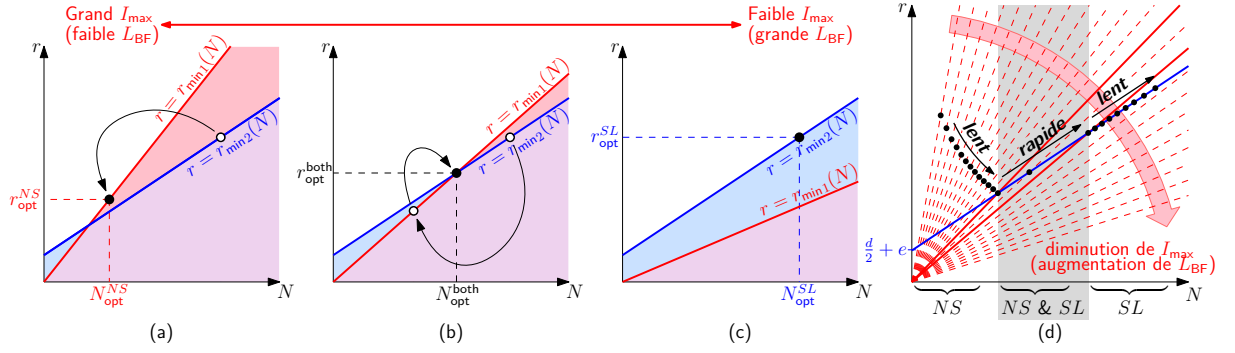 Grand I_max
(faible L_BF)
Faible I_max
(grande L_BF)
r
r = r_min1(N)
r = r_min2(N)
r_opt^NS
N_opt^NS
N
(a)
r
r = r_min1(N)
r = r_min2(N)
r_opt^both
N_opt^both
N
(b)
r
r_opt^SL
r = r_min2(N)
r = r_min1(N)
N_opt^SL
N
(c)
r
lent
rapide
lent
d/2 + e
diminution de I_max
(augmentation de L_BF)
N
NS
NS & SL
SL
(d)